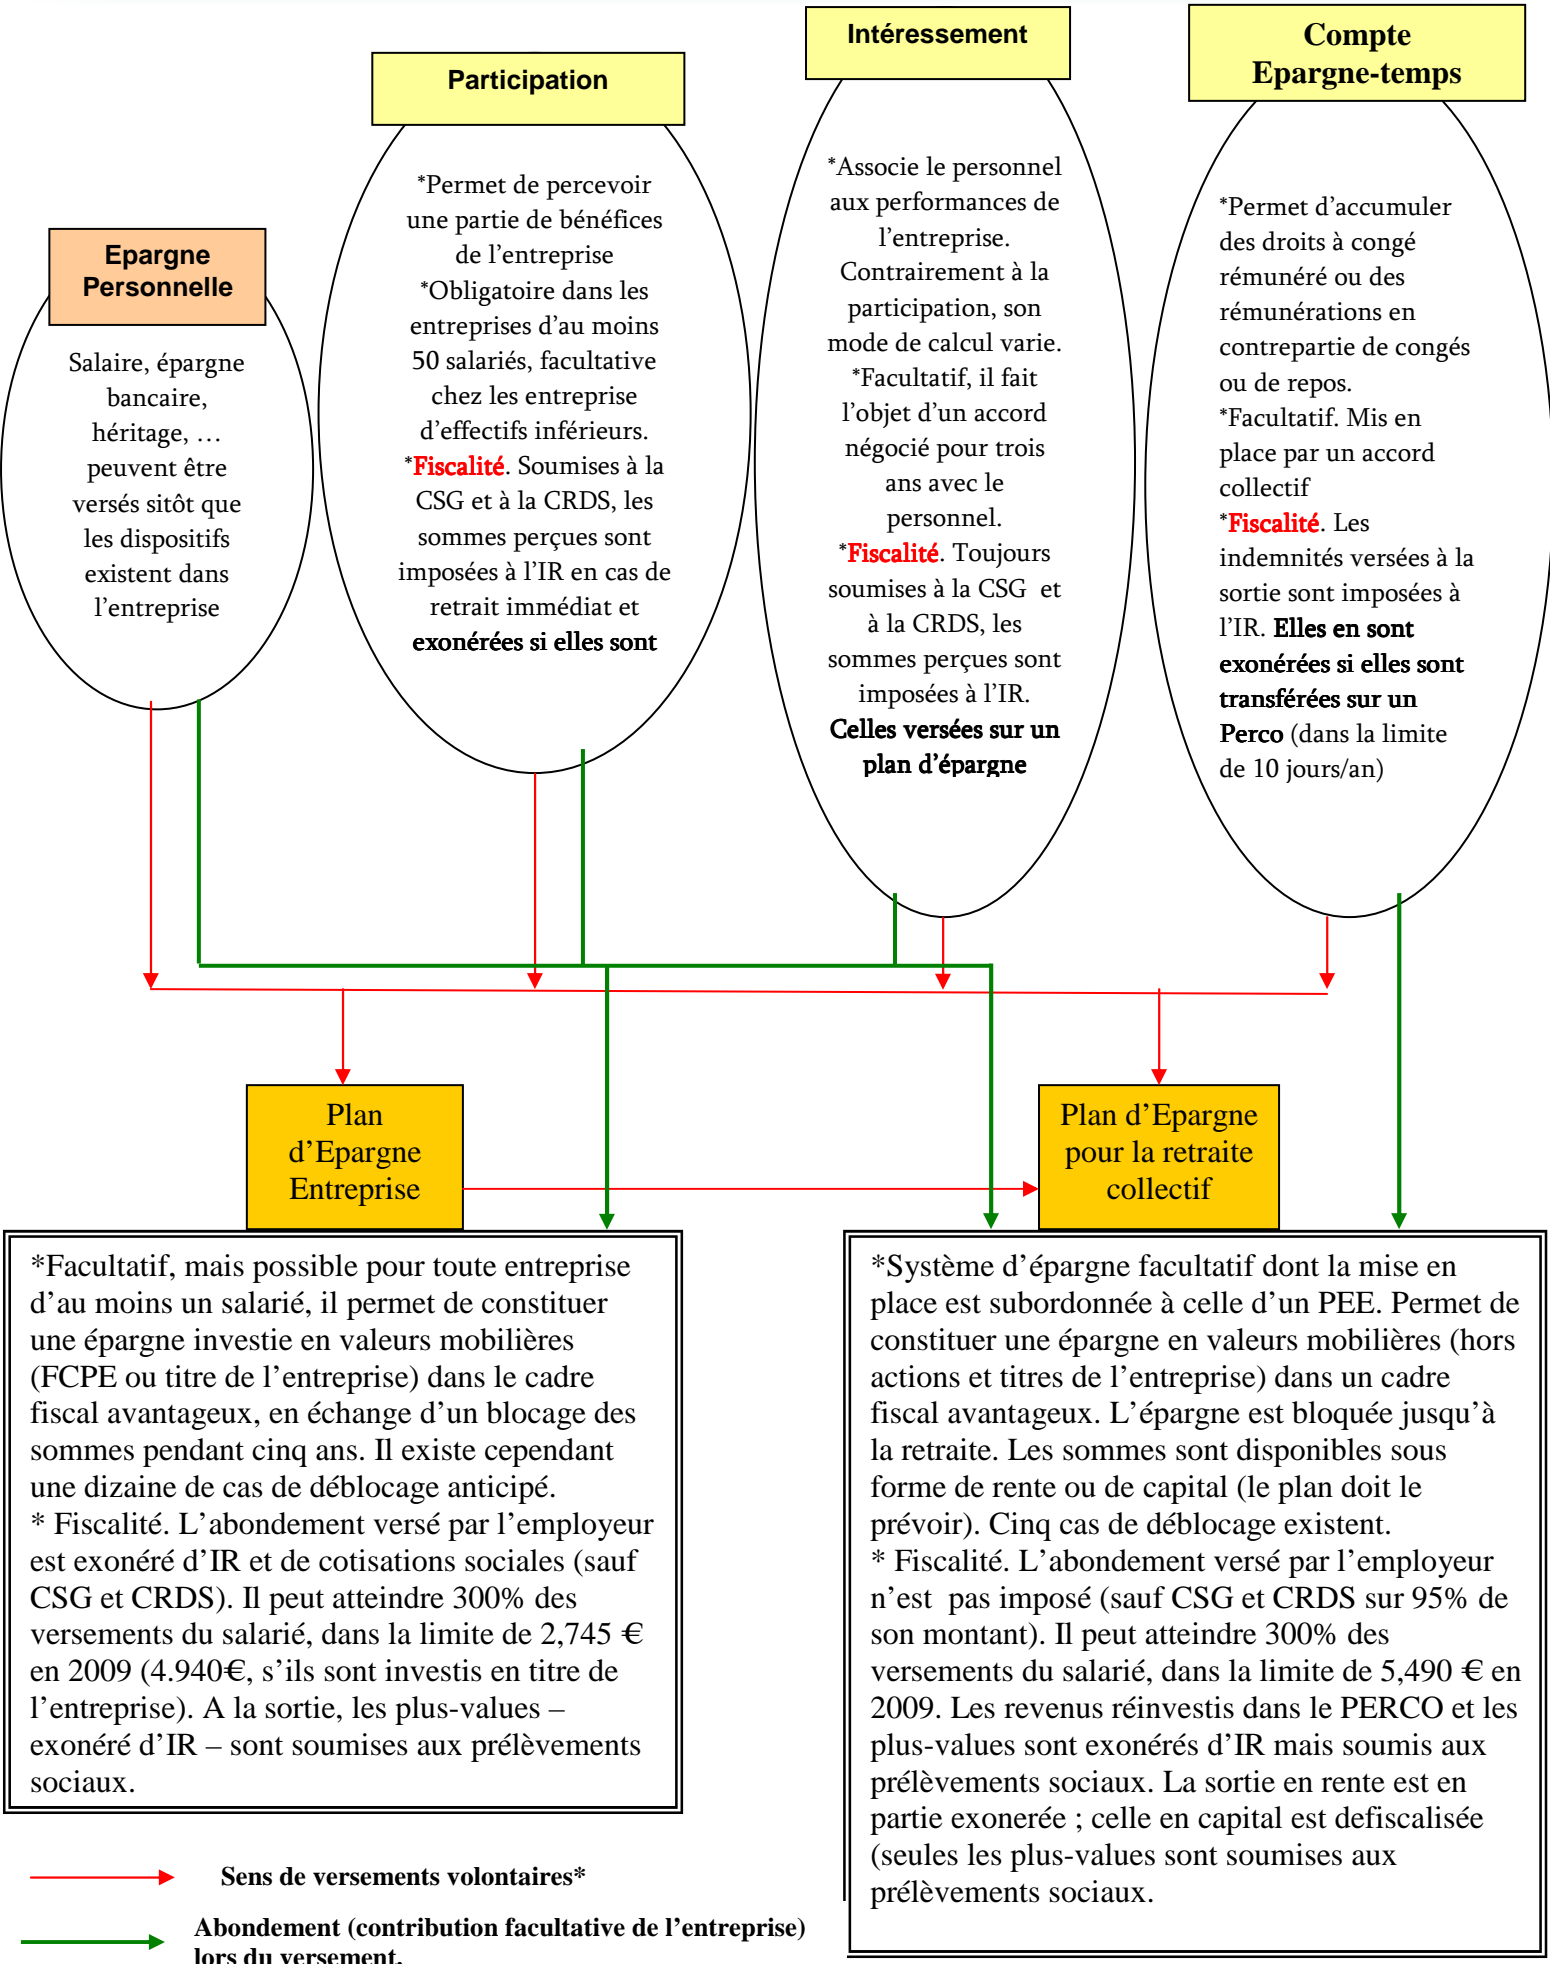 Intéressement
Compte
Epargne-temps
Participation
Epargne
Personnelle
Salaire, épargne
bancaire,
héritage, …
peuvent être
versés sitôt que
les dispositifs
existent dans
l’entreprise
*Permet de percevoir
une partie de bénéfices
de l’entreprise
*Obligatoire dans les
entreprises d’au moins
50 salariés, facultative
chez les entreprise
d’effectifs inférieurs.
*Fiscalité. Soumises à la
CSG et à la CRDS, les
sommes perçues sont
imposées à l’IR en cas de
retrait immédiat et
exonérées si elles sont
*Associe le personnel
aux performances de
l’entreprise.
Contrairement à la
participation, son
mode de calcul varie.
*Facultatif, il fait
l’objet d’un accord
négocié pour trois
ans avec le
personnel.
*Fiscalité. Toujours
soumises à la CSG  et
à la CRDS, les
sommes perçues sont
imposées à l’IR.
Celles versées sur un
plan d’épargne
*Permet d’accumuler
des droits à congé
rémunéré ou des
rémunérations en
contrepartie de congés
ou de repos.
*Facultatif. Mis en
place par un accord
collectif
*Fiscalité. Les
indemnités versées à la
sortie sont imposées à
l’IR. Elles en sont
exonérées si elles sont
transférées sur un
Perco (dans la limite
de 10 jours/an)
Plan
d’Epargne
Entreprise
Plan d’Epargne
pour la retraite
collectif
*Facultatif, mais possible pour toute entreprise
d’au moins un salarié, il permet de constituer
une épargne investie en valeurs mobilières
(FCPE ou titre de l’entreprise) dans le cadre
fiscal avantageux, en échange d’un blocage des
sommes pendant cinq ans. Il existe cependant
une dizaine de cas de déblocage anticipé.
* Fiscalité. L’abondement versé par l’employeur
est exonéré d’IR et de cotisations sociales (sauf
CSG et CRDS). Il peut atteindre 300% des
versements du salarié, dans la limite de 2,745 €
en 2009 (4.940€, s’ils sont investis en titre de
l’entreprise). A la sortie, les plus-values –
exonéré d’IR – sont soumises aux prélèvements
sociaux.
*Système d’épargne facultatif dont la mise en
place est subordonnée à celle d’un PEE. Permet de
constituer une épargne en valeurs mobilières (hors
actions et titres de l’entreprise) dans un cadre
fiscal avantageux. L’épargne est bloquée jusqu’à
la retraite. Les sommes sont disponibles sous
forme de rente ou de capital (le plan doit le
prévoir). Cinq cas de déblocage existent.
* Fiscalité. L’abondement versé par l’employeur
n’est  pas imposé (sauf CSG et CRDS sur 95% de
son montant). Il peut atteindre 300% des
versements du salarié, dans la limite de 5,490 € en
2009. Les revenus réinvestis dans le PERCO et les
plus-values sont exonérés d’IR mais soumis aux
prélèvements sociaux. La sortie en rente est en
partie exonerée ; celle en capital est defiscalisée
(seules les plus-values sont soumises aux
prélèvements sociaux.
Sens de versements volontaires*
Abondement (contribution facultative de l’entreprise)
lors du versement.